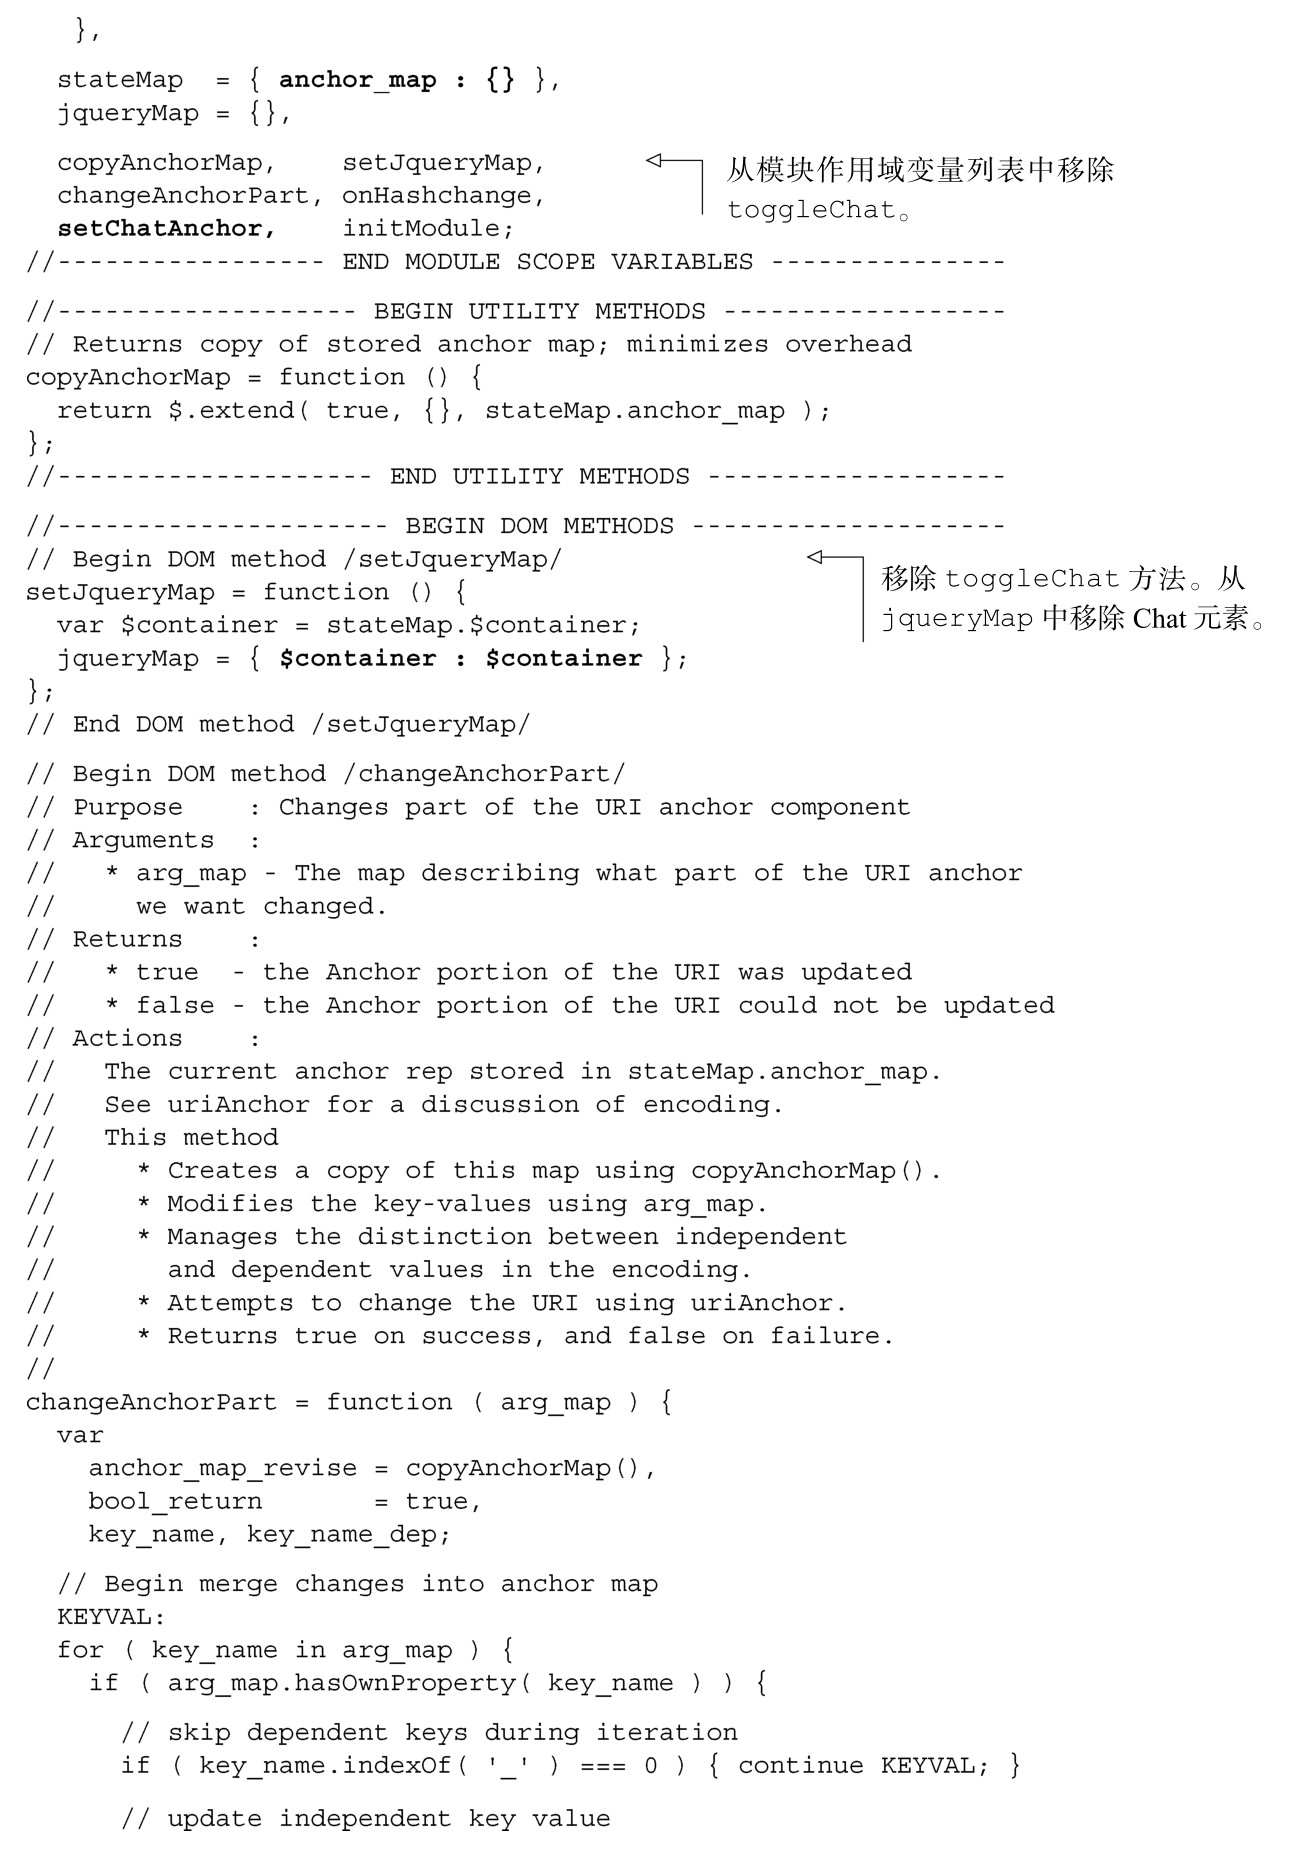 },
stateMap  = { anchor_map : {} },
jqueryMap = {},
copyAnchorMap,    setJqueryMap,
changeAnchorPart, onHashchange,
setChatAnchor,    initModule;
从模块作用域变量列表中移除
toggleChat。
//----------------- END MODULE SCOPE VARIABLES ---------------
//------------------- BEGIN UTILITY METHODS ------------------
// Returns copy of stored anchor map; minimizes overhead
copyAnchorMap = function () {
  return $.extend( true, {}, stateMap.anchor_map );
};
//-------------------- END UTILITY METHODS -------------------
//--------------------- BEGIN DOM METHODS --------------------
// Begin DOM method /setJqueryMap/
setJqueryMap = function () {
  var $container = stateMap.$container;
  jqueryMap = { $container : $container };
};
// End DOM method /setJqueryMap/
移除 toggleChat 方法。从
jqueryMap 中移除 Chat 元素。
// Begin DOM method /changeAnchorPart/
// Purpose    : Changes part of the URI anchor component
// Arguments  :
//   * arg_map - The map describing what part of the URI anchor
//     we want changed.
// Returns    :
//   * true  - the Anchor portion of the URI was updated
//   * false - the Anchor portion of the URI could not be updated
// Actions    :
//   The current anchor rep stored in stateMap.anchor_map.
//   See uriAnchor for a discussion of encoding.
//   This method
//     * Creates a copy of this map using copyAnchorMap().
//     * Modifies the key-values using arg_map.
//     * Manages the distinction between independent
//       and dependent values in the encoding.
//     * Attempts to change the URI using uriAnchor.
//     * Returns true on success, and false on failure.
//
changeAnchorPart = function ( arg_map ) {
  var
    anchor_map_revise = copyAnchorMap(),
    bool_return       = true,
    key_name, key_name_dep;
  // Begin merge changes into anchor map
  KEYVAL:
  for ( key_name in arg_map ) {
    if ( arg_map.hasOwnProperty( key_name ) ) {
      // skip dependent keys during iteration
      if ( key_name.indexOf( '_' ) === 0 ) { continue KEYVAL; }
      // update independent key value